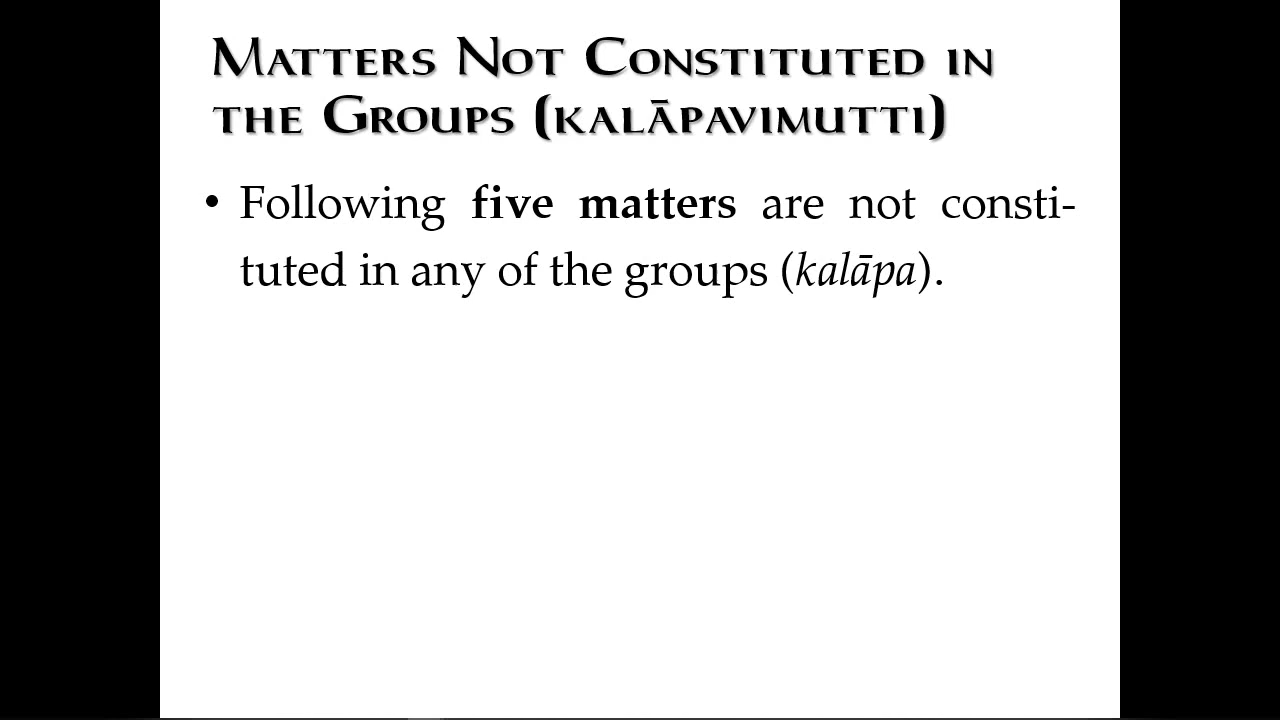 Matters Not Constituted in
the Groups (kalāpavimutti)
• Following five matters are not consti-
tuted in any of the groups (kalāpa).